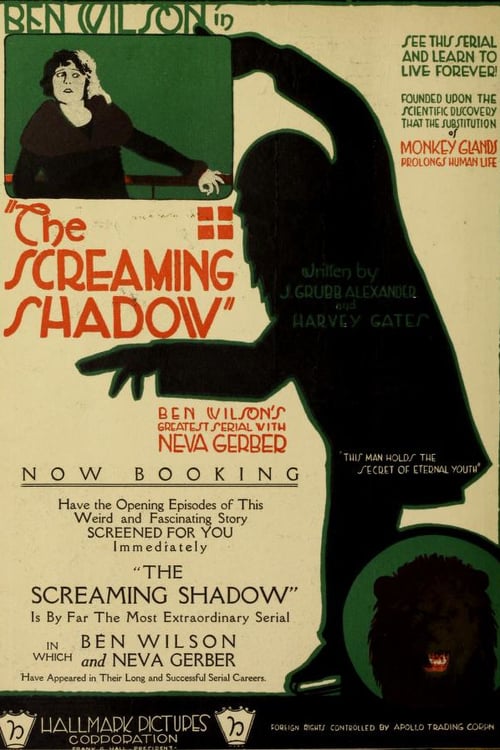 BEN WILSON in
SEE THIS SERIAL
AND LEARN TO
LIVE FOREVER!
FOUNDED UPON THE
SCIENTIFIC DISCOVERY
THAT THE SUBSTITUTION
of
MONKEY GLANDS
PROLONGS HUMAN LIFE
"The
SCREAMING
SHADOW"
Written by
J. GRUBB ALEXANDER
and
HARVEY GATES
BEN WILSON'S
GREATEST SERIAL WITH
NEVA GERBER
"THIS MAN HOLDS THE
SECRET OF ETERNAL YOUTH"
NOW BOOKING
Have the Opening Episodes of This
Weird and Fascinating Story
SCREENED FOR YOU
Immediately
"THE
SCREAMING SHADOW"
Is By Far The Most Extraordinary Serial
IN WHICH BEN WILSON
and NEVA GERBER
Have Appeared in Their Long and Successful Serial Careers.
HALLMARK PICTURES
CORPORATION
FRANK G. HALL - PRESIDENT
FOREIGN RIGHTS CONTROLLED BY APOLLO TRADING CORPN